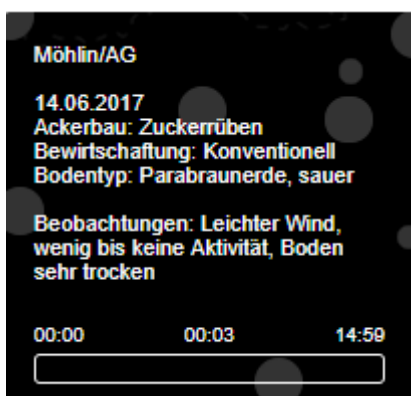 Möhlin/AG
14.06.2017
Ackerbau: Zuckerrüben
Bewirtschaftung: Konventionell
Bodentyp: Parabraunerde, sauer
Beobachtungen: Leichter Wind,
wenig bis keine Aktivität, Boden
sehr trocken
00:00 00:03 14:59